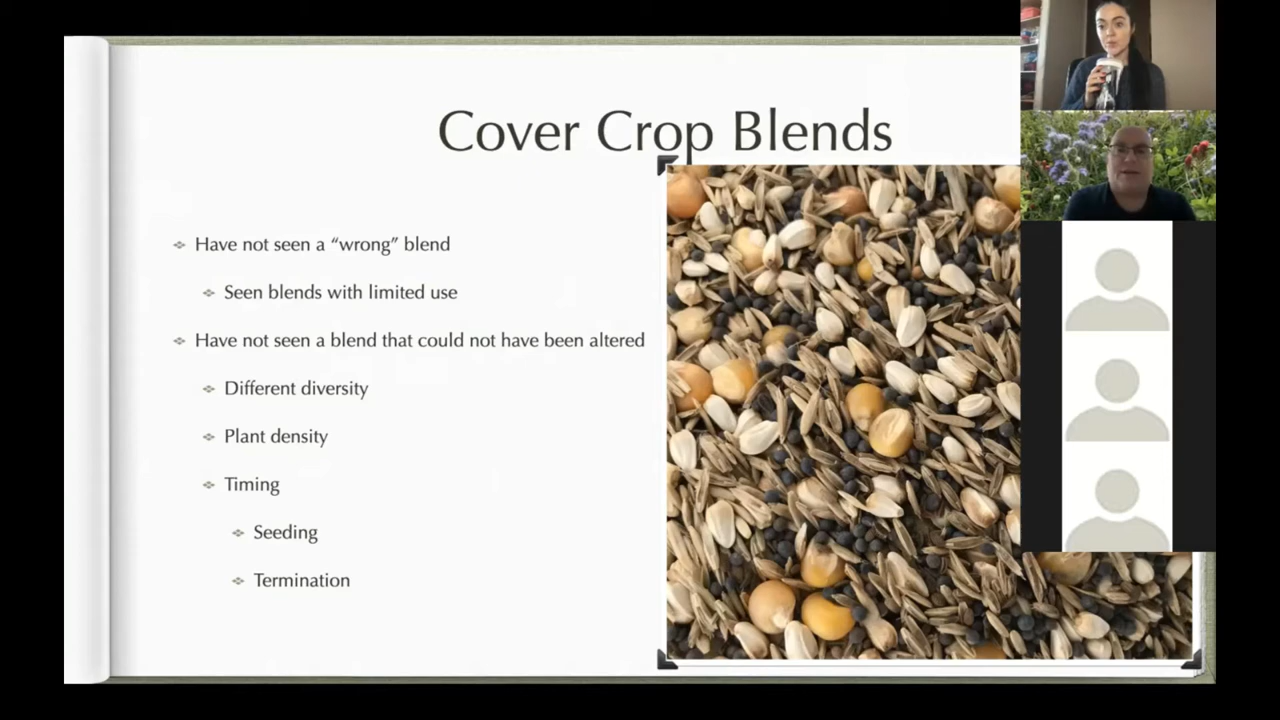 Cover Crop Blends
Have not seen a “wrong” blend
Seen blends with limited use
Have not seen a blend that could not have been altered
Different diversity
Plant density
Timing
Seeding
Termination